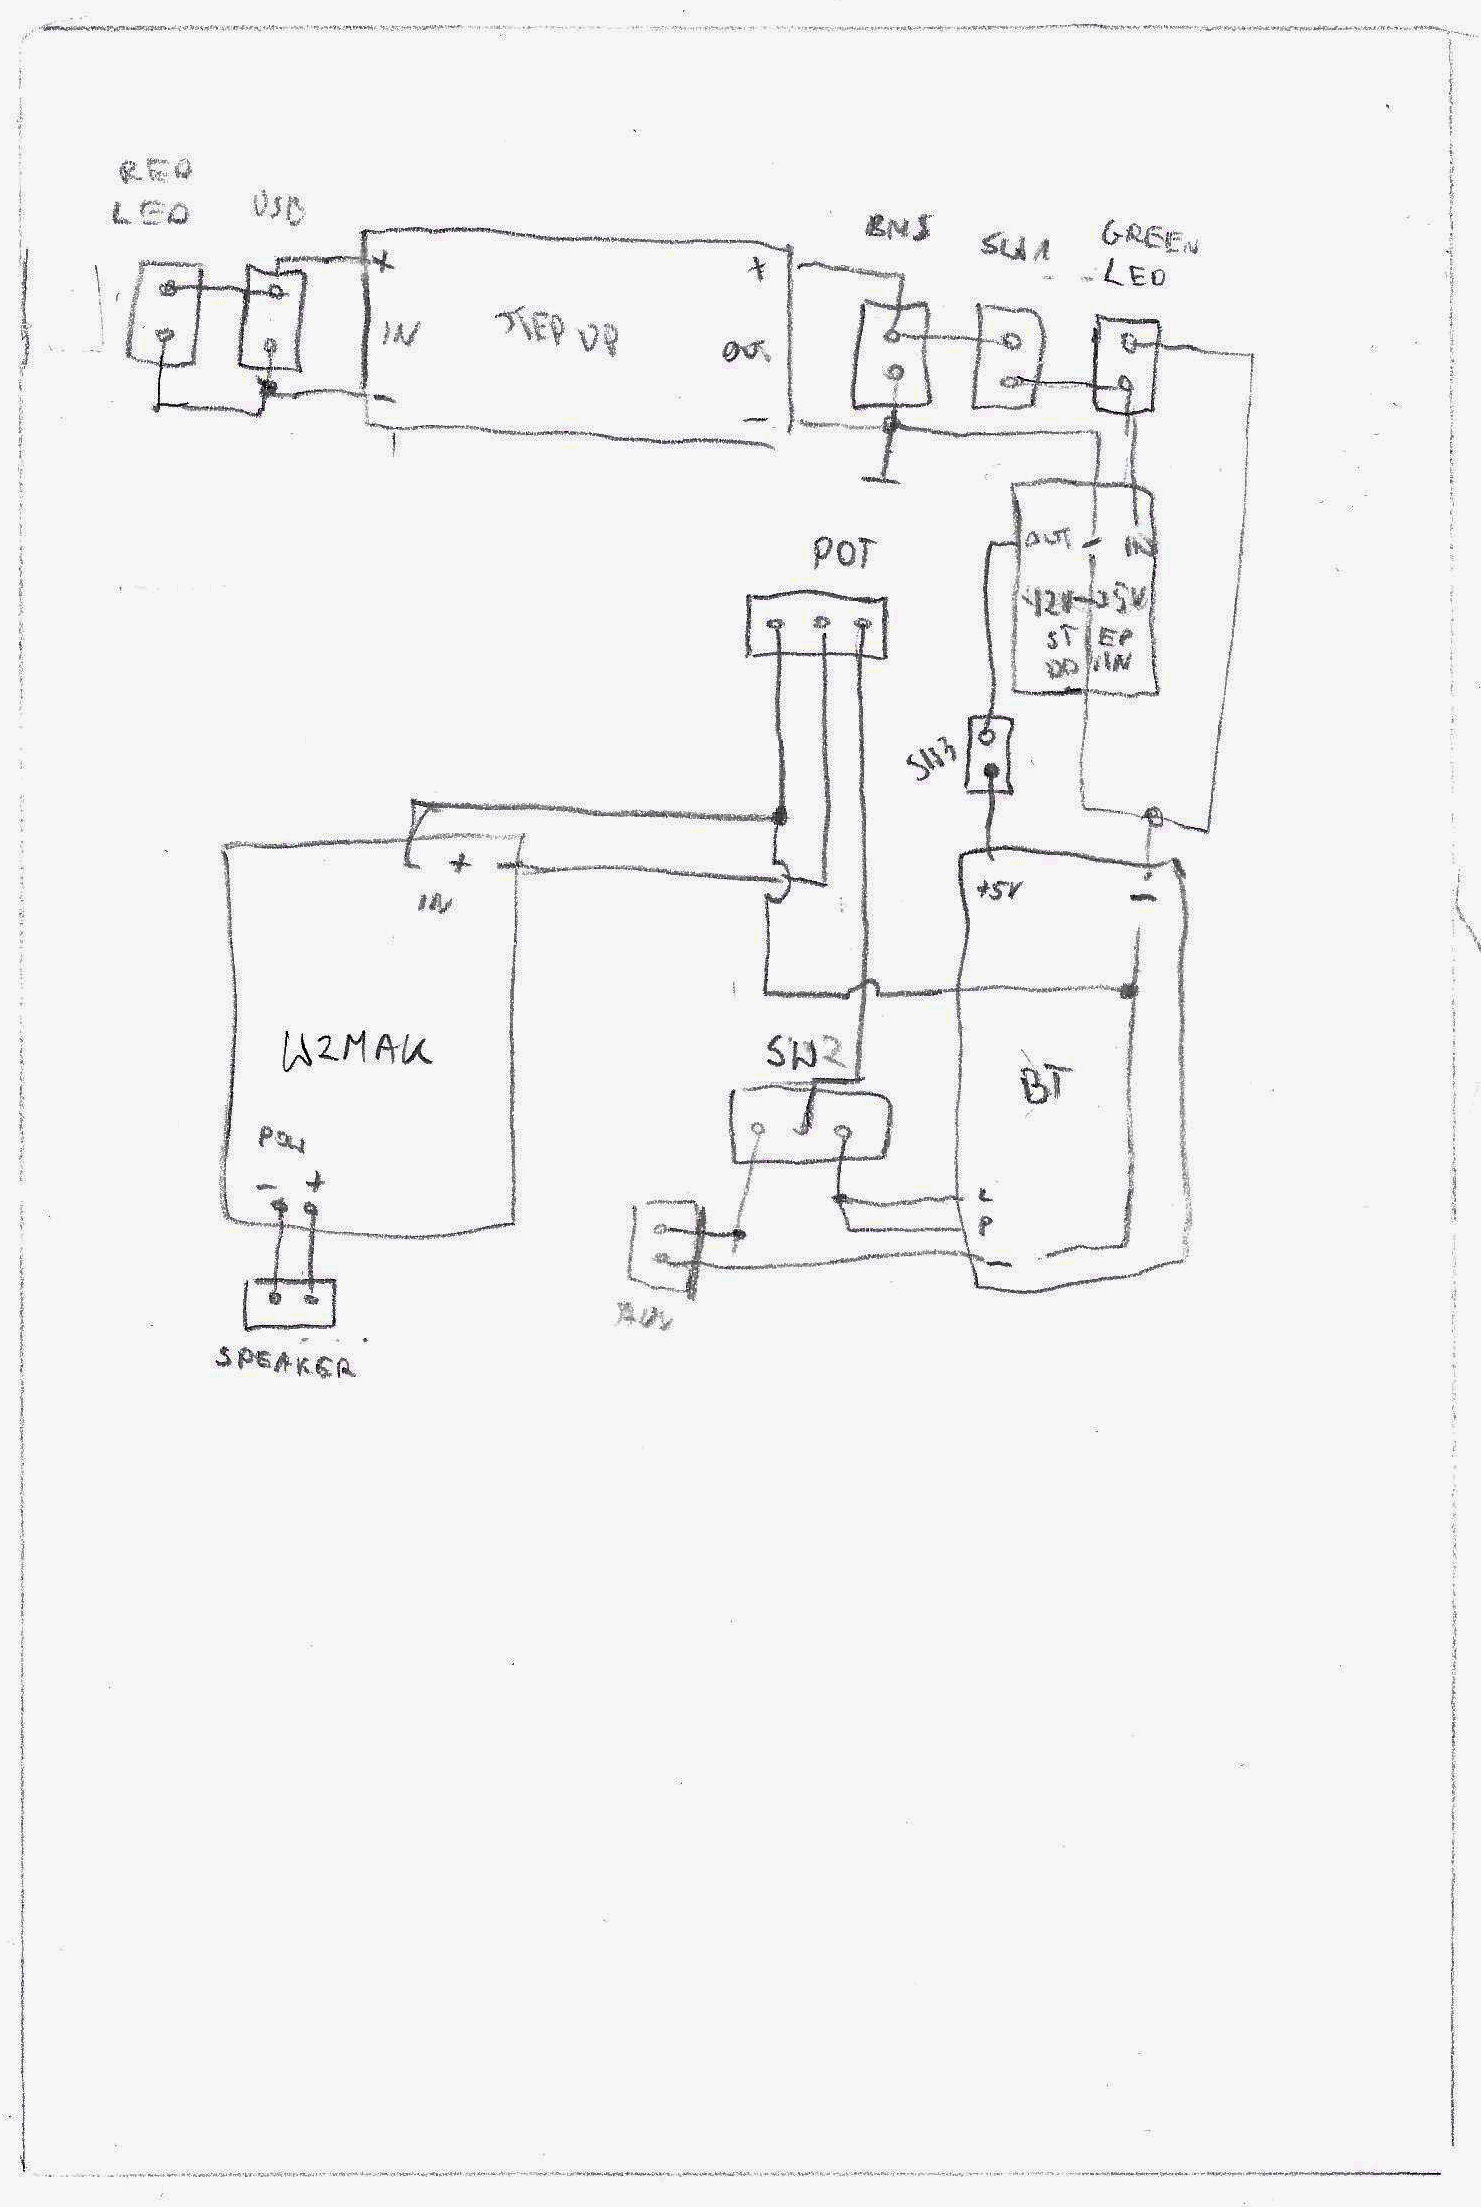 RED
LED
USB
BMS
SW1
GREEN
LED
+
+
IN
STEP UP
OUT
-
-
OUT
-
IN
12V→5V
ST EP
DO WN
POT
SW3
- + -
IN
+5V
-
W2MAK
SW2
BT
POW
- +
L
P
-
AUX
SPEAKER